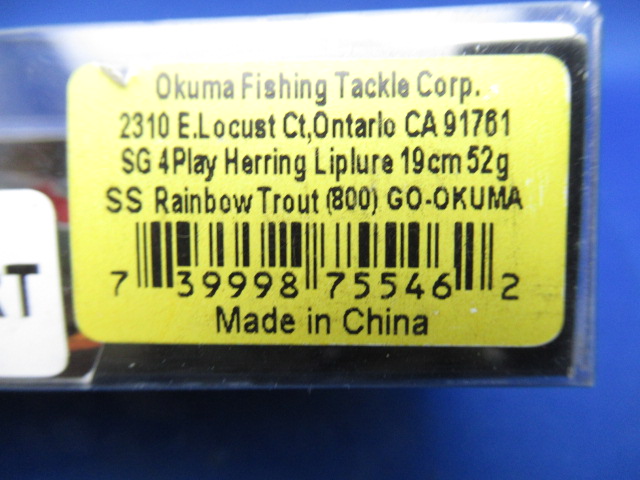 Okuma Fishing Tackle Corp.
2310 E.Locust Ct,Ontario CA 91761
SG 4Play Herring Liplure 19cm 52g
SS Rainbow Trout (800) GO-OKUMA
7 39998 75546 2
Made in China
RT